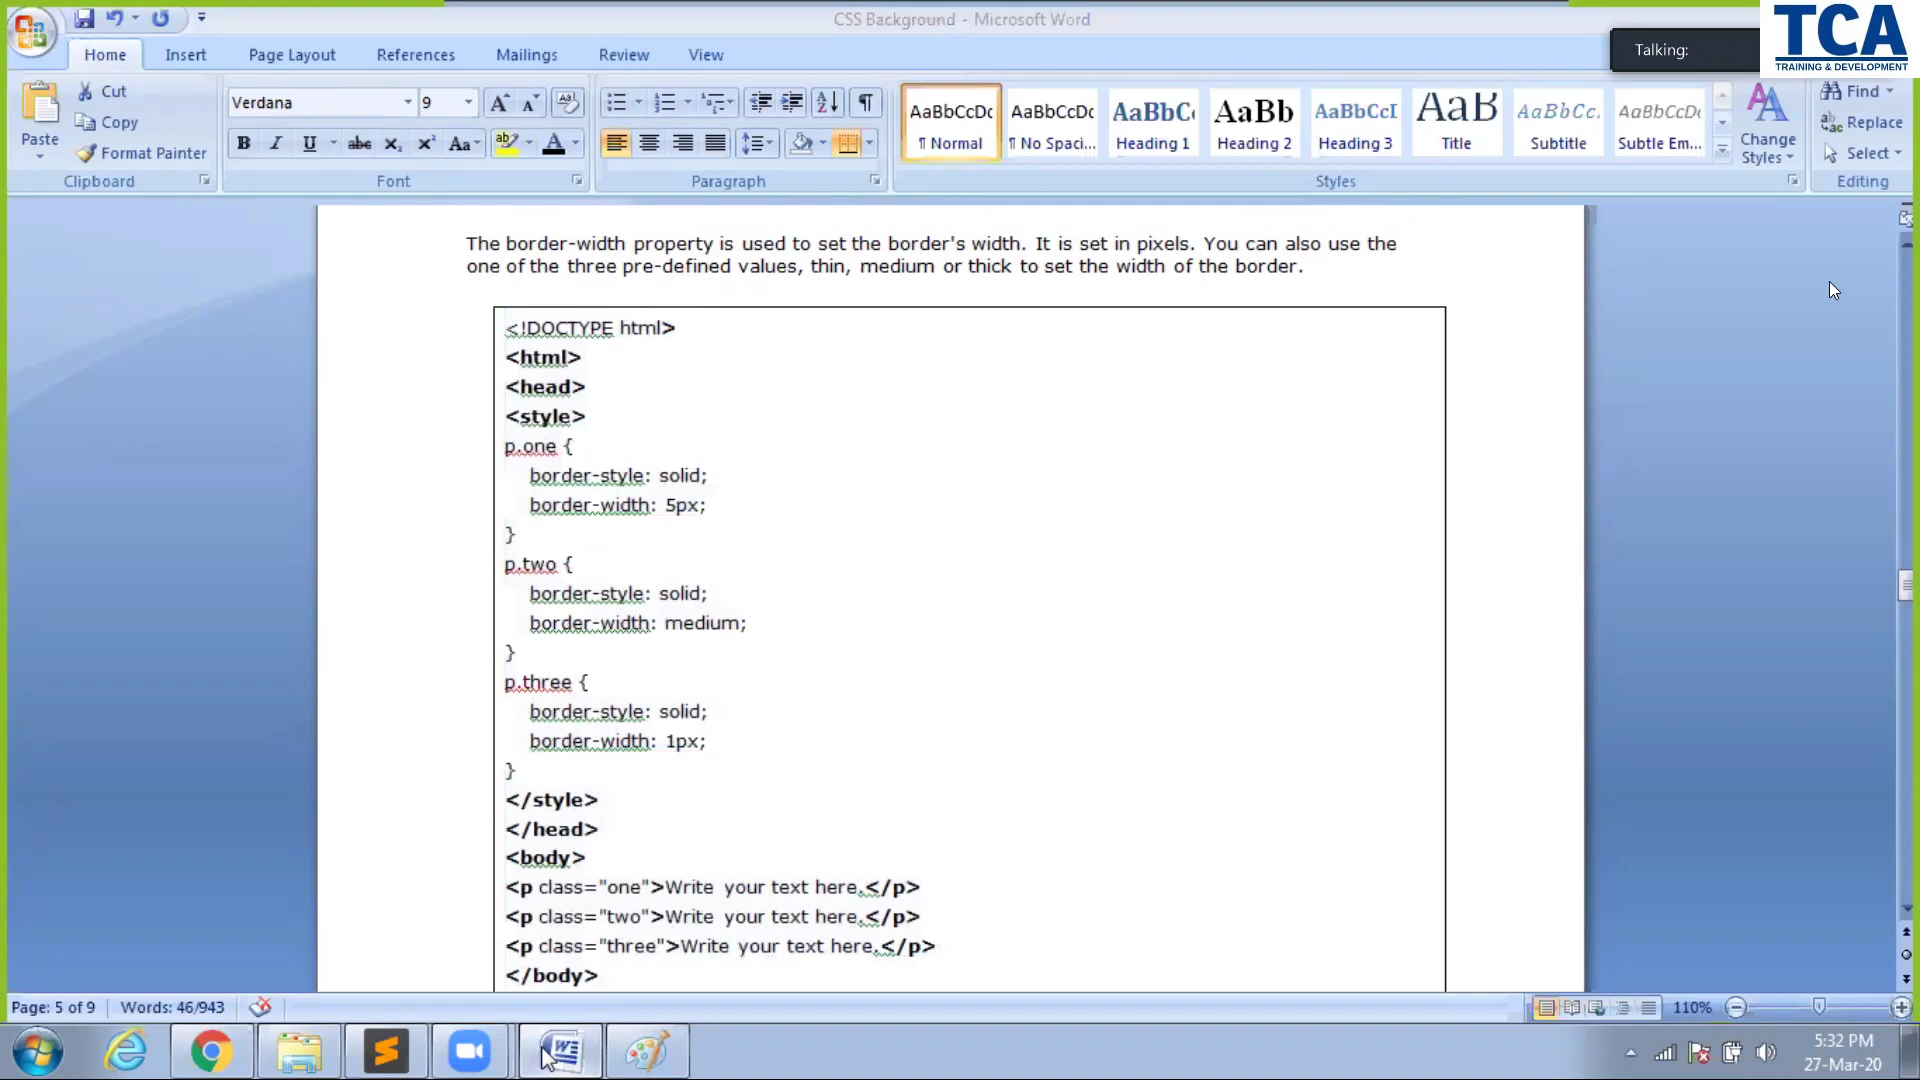 CSS Background - Microsoft Word
TCA
TRAINING & DEVELOPMENT
Talking:
Home Insert Page Layout References Mailings Review View
Paste
Cut
Copy
Format Painter
Clipboard
Verdana 9
Font
Paragraph
AaBbCcDc
¶ Normal
AaBbCcDc
¶ No Spaci...
AaBbC
Heading 1
AaBb
Heading 2
AaBbCcI
Heading 3
AaB
Title
AaBbCc.
Subtitle
AaBbCcDc
Subtle Em...
Change
Styles
Styles
Find
Replace
Select
Editing
The border-width property is used to set the border's width. It is set in pixels. You can also use the
one of the three pre-defined values, thin, medium or thick to set the width of the border.
<!DOCTYPE html>
<html>
<head>
<style>
p.one {
border-style: solid;
border-width: 5px;
}
p.two {
border-style: solid;
border-width: medium;
}
p.three {
border-style: solid;
border-width: 1px;
}
</style>
</head>
<body>
<p class="one">Write your text here.</p>
<p class="two">Write your text here.</p>
<p class="three">Write your text here.</p>
</body>
Page: 5 of 9 Words: 46/943
110%
5:32 PM
27-Mar-20